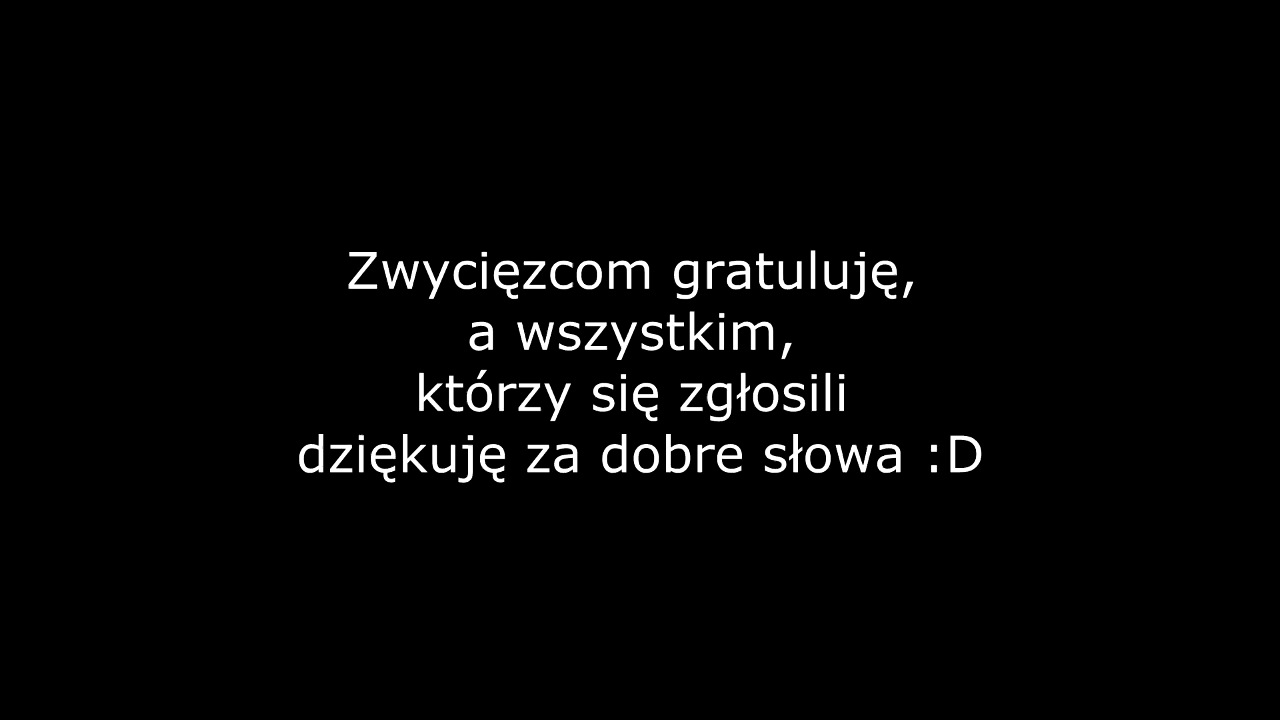 Zwycięzcom gratuluję,
a wszystkim,
którzy się zgłosili
dziękuję za dobre słowa :D